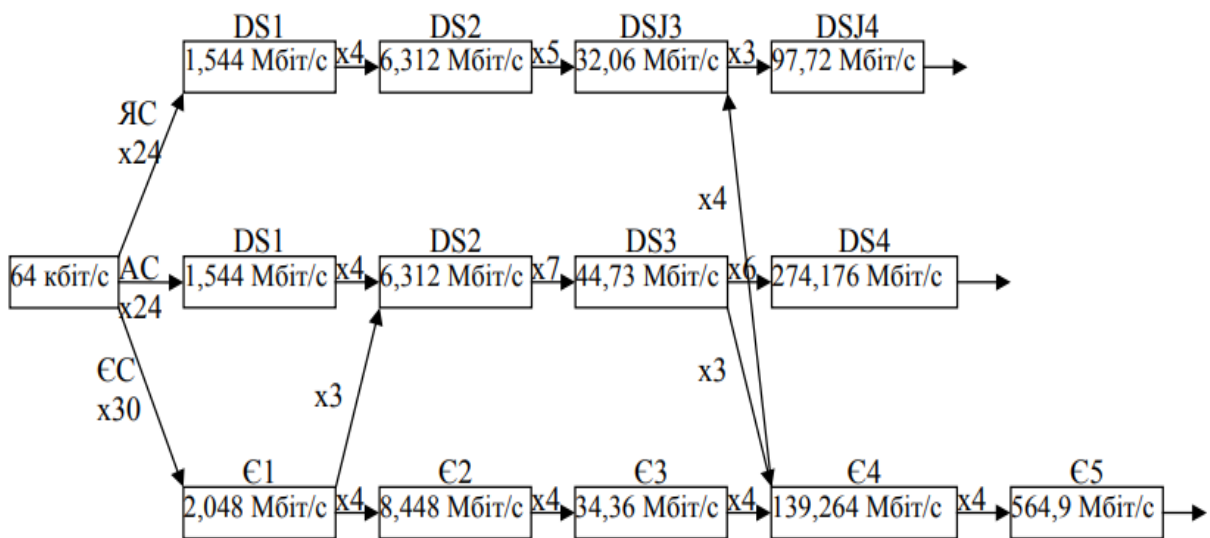 DS1 DS2 DSJ3 DSJ4
1,544 Мбіт/с x4 6,312 Мбіт/с x5 32,06 Мбіт/с x3 97,72 Мбіт/с
ЯС
x24
x4
DS1 DS2 DS3 DS4
64 кбіт/с АС 1,544 Мбіт/с x4 6,312 Мбіт/с x7 44,73 Мбіт/с x6 274,176 Мбіт/с
x24
ЄС
x30 x3 x3
Є1 Є2 Є3 Є4 Є5
2,048 Мбіт/с x4 8,448 Мбіт/с x4 34,36 Мбіт/с x4 139,264 Мбіт/с x4 564,9 Мбіт/с